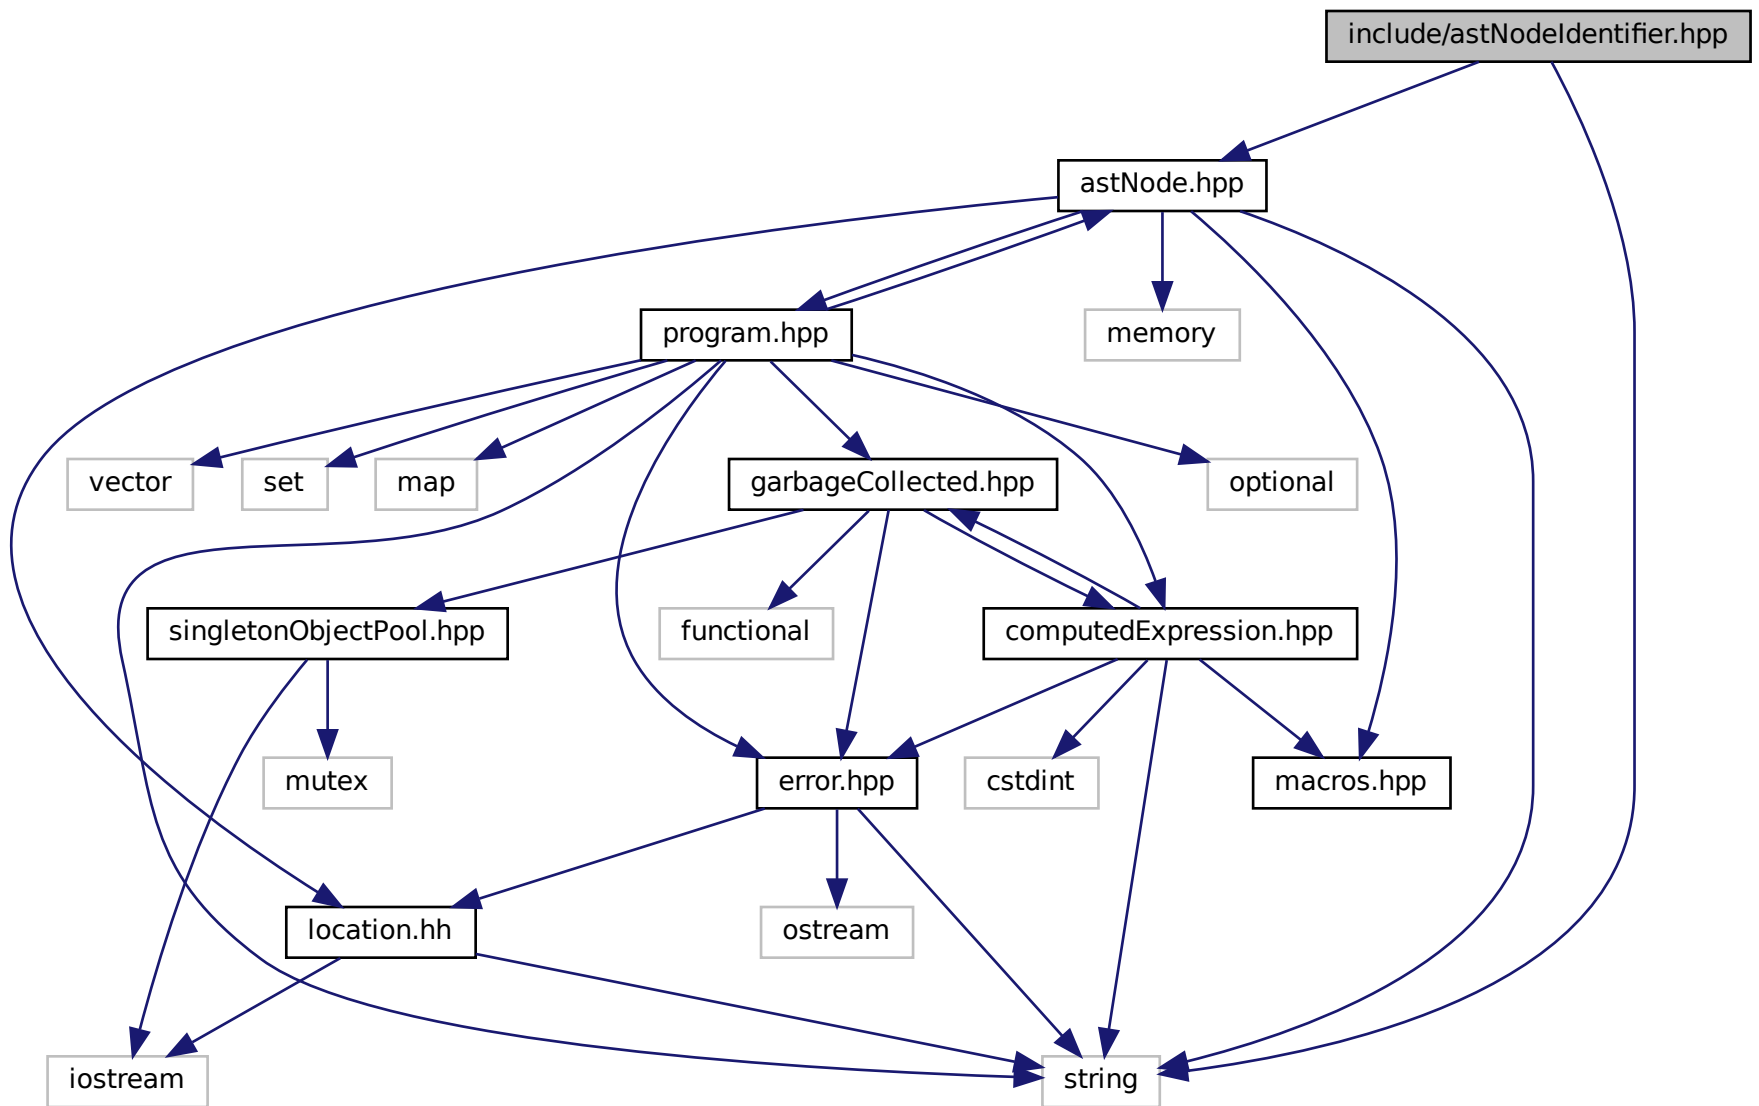 include/astNodeIdentifier.hpp
astNode.hpp
program.hpp
memory
vector
set
map
garbageCollected.hpp
optional
singletonObjectPool.hpp
functional
computedExpression.hpp
mutex
error.hpp
cstdint
macros.hpp
location.hh
ostream
iostream
string